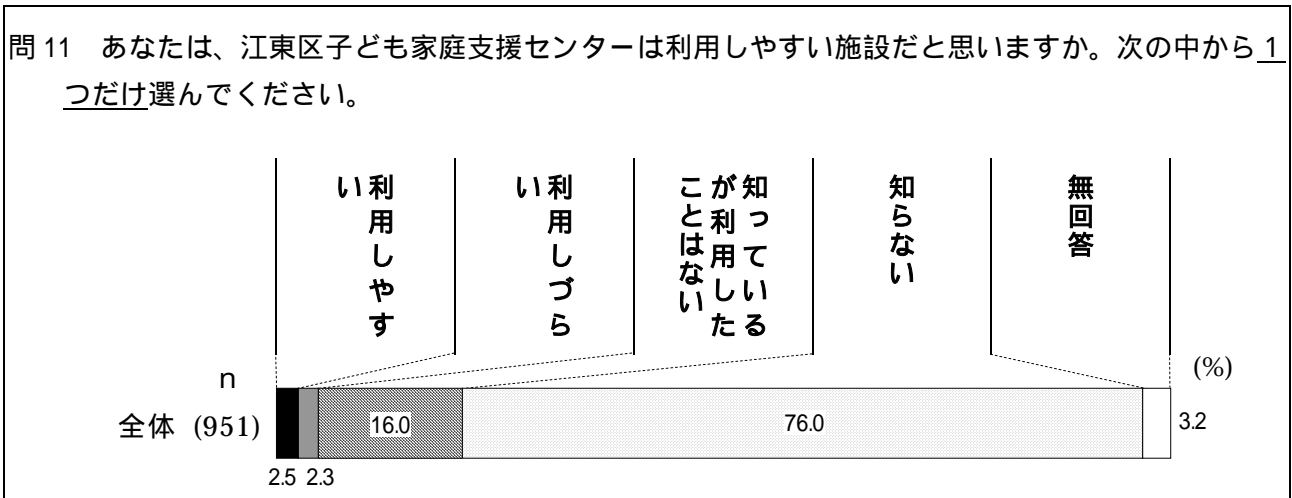 問 11　あなたは、江東区子ども家庭支援センターは利用しやすい施設だと思いますか。次の中から 1
つだけ選んでください。
利用しやす
い
利用しづら
い
知っている
が利用した
ことはない
知らない
無回答
(%)
n
全体 (951)
16.0
76.0
3.2
2.5 2.3